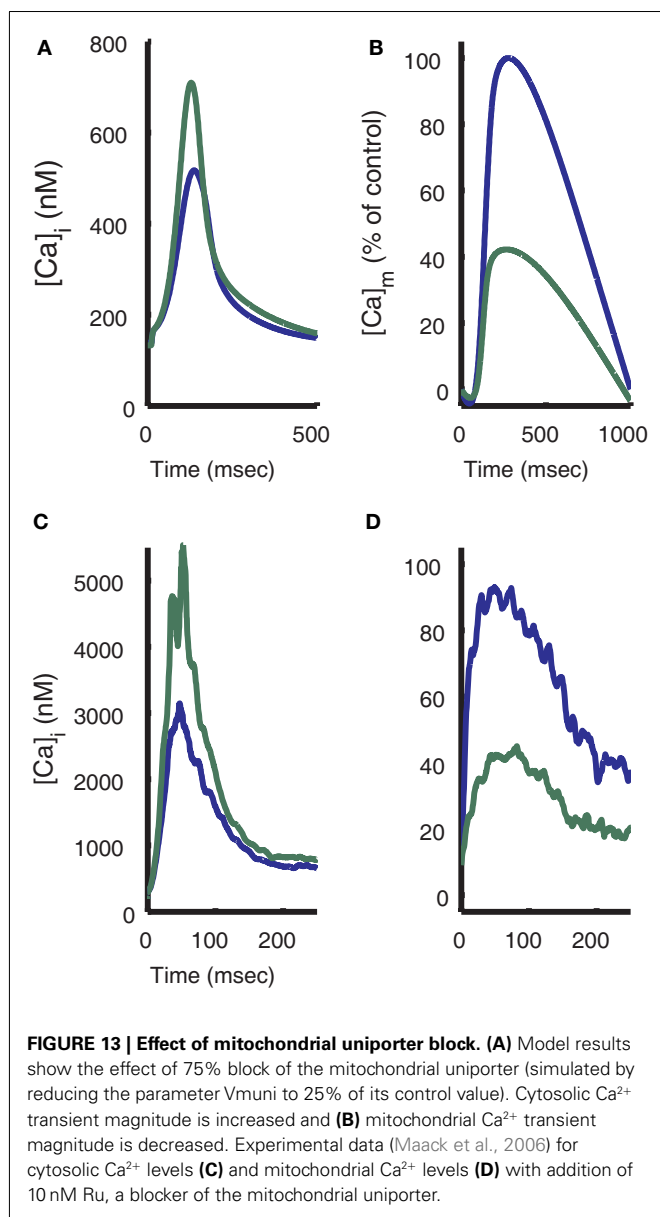 A
800
600
400
200
0
[Ca]i (nM)
0 500
Time (msec)
B
100
80
60
40
20
0
[Ca]m (% of control)
0 500 1000
Time (msec)
C
5000
4000
3000
2000
1000
0
[Ca]i (nM)
0 100 200
Time (msec)
D
100
80
60
40
20
0
0 100 200
FIGURE 13 | Effect of mitochondrial uniporter block. (A) Model results
show the effect of 75% block of the mitochondrial uniporter (simulated by
reducing the parameter Vmuni to 25% of its control value). Cytosolic Ca²⁺
transient magnitude is increased and (B) mitochondrial Ca²⁺ transient
magnitude is decreased. Experimental data (Maack et al., 2006) for
cytosolic Ca²⁺ levels (C) and mitochondrial Ca²⁺ levels (D) with addition of
10 nM Ru, a blocker of the mitochondrial uniporter.